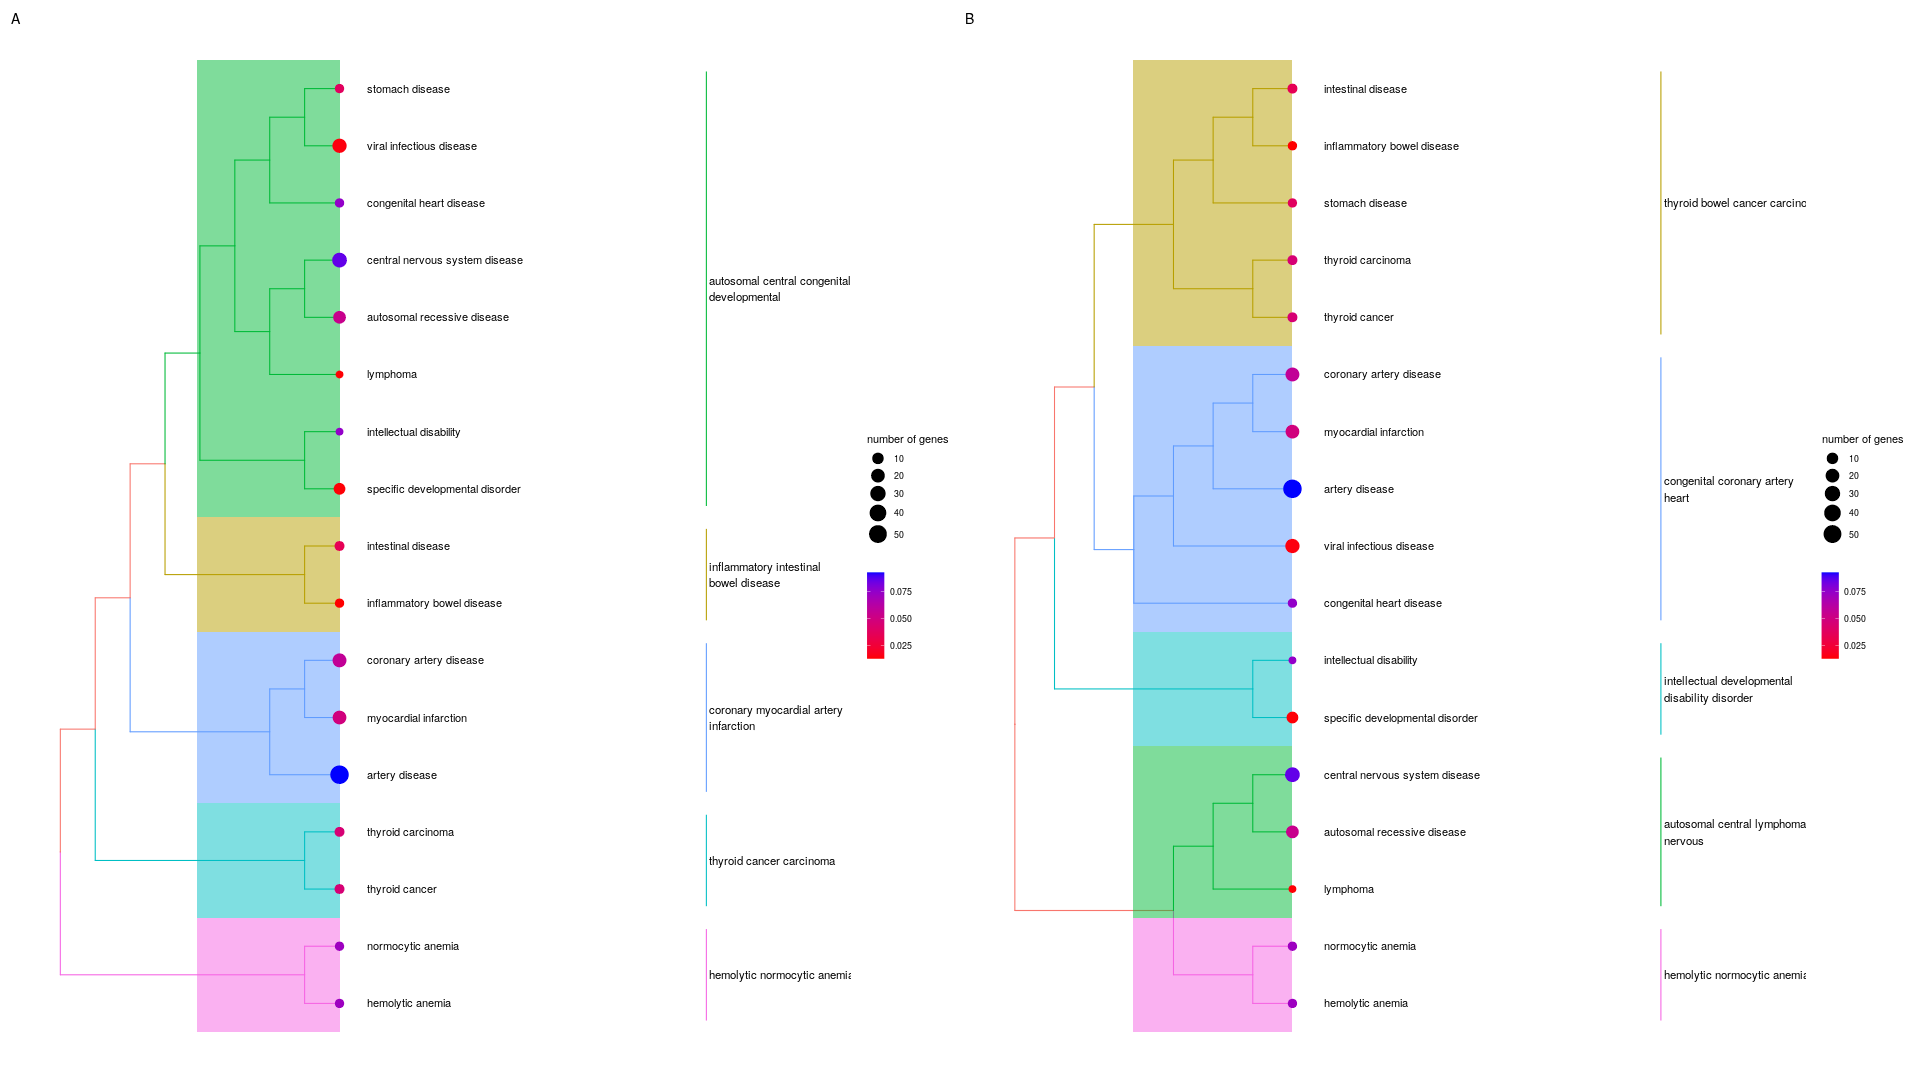 A
stomach disease
viral infectious disease
congenital heart disease
central nervous system disease
autosomal recessive disease
lymphoma
intellectual disability
specific developmental disorder
intestinal disease
inflammatory bowel disease
coronary artery disease
myocardial infarction
artery disease
thyroid carcinoma
thyroid cancer
normocytic anemia
hemolytic anemia
autosomal central congenital
developmental
inflammatory intestinal
bowel disease
coronary myocardial artery
infarction
thyroid cancer carcinoma
hemolytic normocytic anemia
number of genes
10
20
30
40
50
0.075
0.050
0.025
B
intestinal disease
inflammatory bowel disease
stomach disease
thyroid carcinoma
thyroid cancer
coronary artery disease
myocardial infarction
artery disease
viral infectious disease
congenital heart disease
intellectual disability
specific developmental disorder
central nervous system disease
autosomal recessive disease
lymphoma
normocytic anemia
hemolytic anemia
thyroid bowel cancer carcino
congenital coronary artery
heart
intellectual developmental
disability disorder
autosomal central lymphoma
nervous
hemolytic normocytic anemia
number of genes
10
20
30
40
50
0.075
0.050
0.025